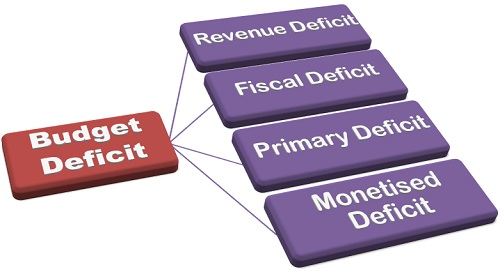 Revenue Deficit
Fiscal Deficit
Budget
Deficit
Primary Deficit
Monetised
Deficit